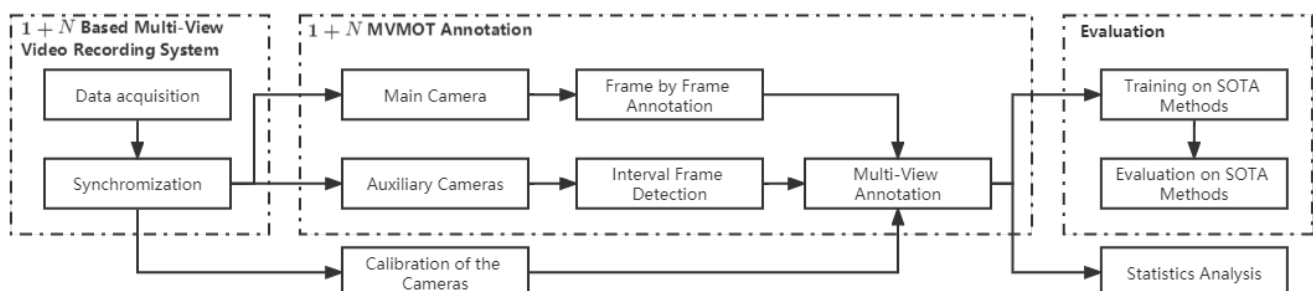 1 + N Based Multi-View
Video Recording System
Data acquisition
Synchromization
1 + N MVMOT Annotation
Main Camera
Frame by Frame
Annotation
Auxiliary Cameras
Interval Frame
Detection
Multi-View
Annotation
Calibration of the
Cameras
Evaluation
Training on SOTA
Methods
Evaluation on SOTA
Methods
Statistics Analysis